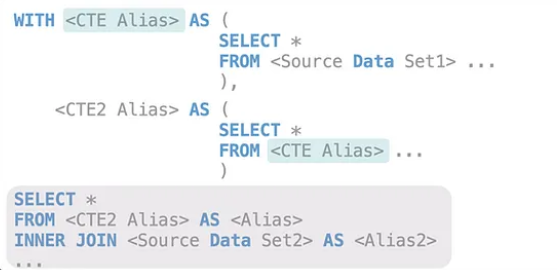 WITH <CTE Alias> AS (
SELECT *
FROM <Source Data Set1> ...
),
<CTE2 Alias> AS (
SELECT *
FROM <CTE Alias> ...
)
SELECT *
FROM <CTE2 Alias> AS <Alias>
INNER JOIN <Source Data Set2> AS <Alias2>
...